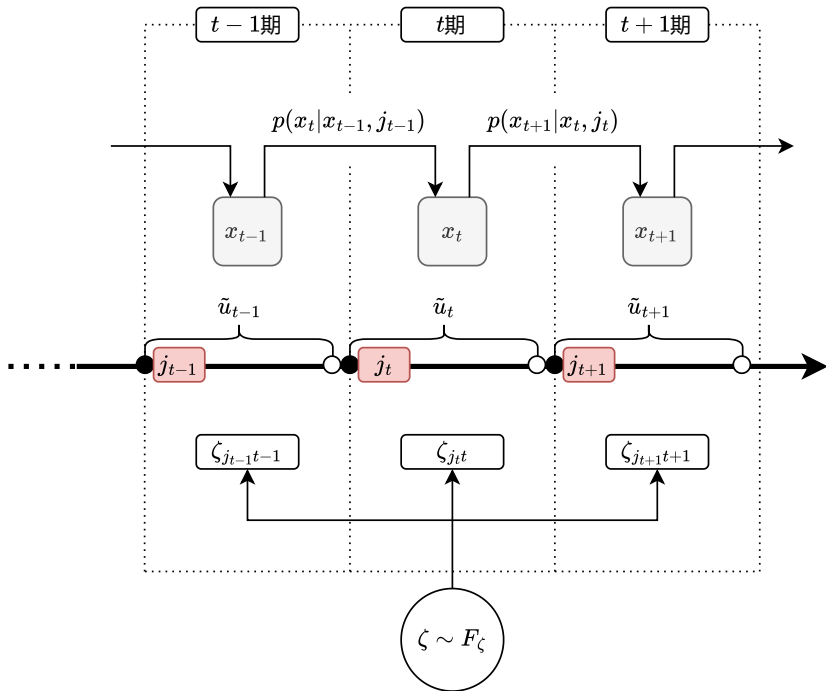 t − 1期
t期
t + 1期
p(x_t|x_{t−1}, j_{t−1})
p(x_{t+1}|x_t, j_t)
x_{t−1}
x_t
x_{t+1}
ũ_{t−1}
ũ_t
ũ_{t+1}
j_{t−1}
j_t
j_{t+1}
ζ_{j_{t−1}t−1}
ζ_{j_t t}
ζ_{j_{t+1}t+1}
ζ ∼ F_ζ